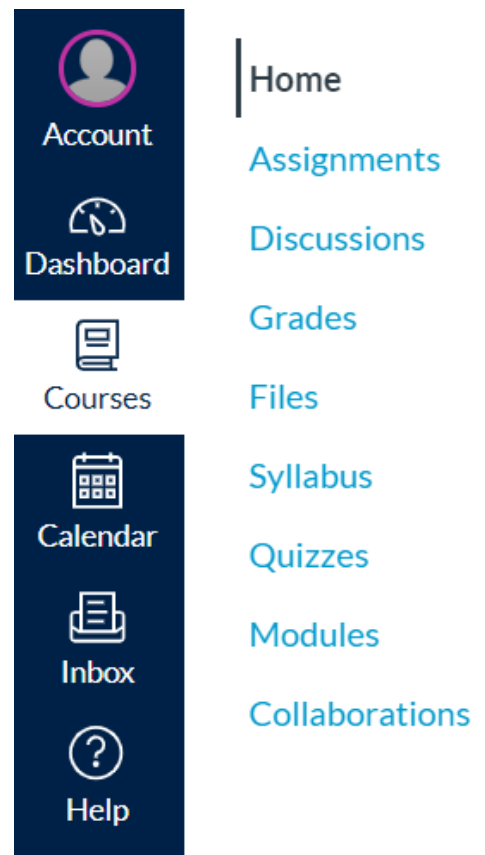 Account
Dashboard
Courses
Calendar
Inbox
Help
Home
Assignments
Discussions
Grades
Files
Syllabus
Quizzes
Modules
Collaborations